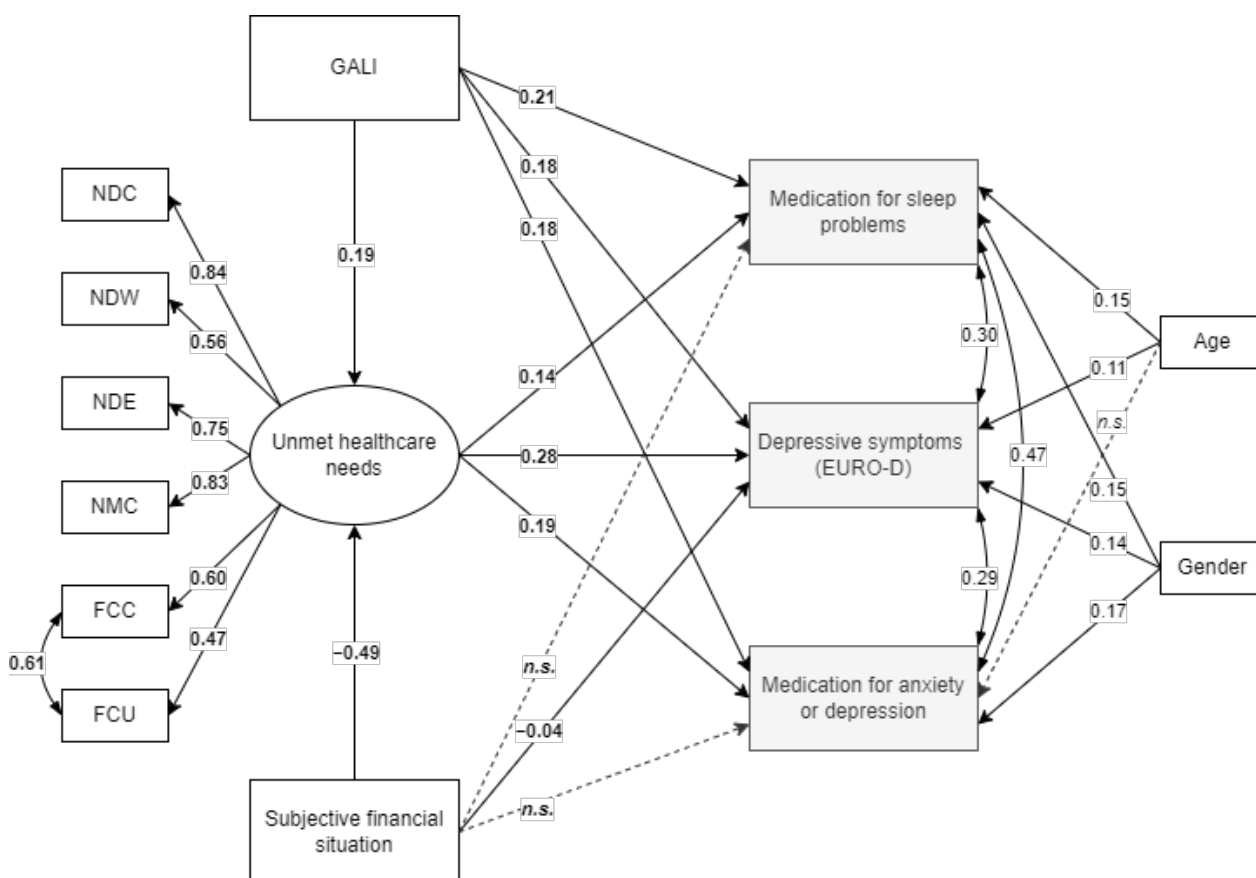 GALI
0.21
NDC
0.18
Medication for sleep
problems
0.18
0.19
0.84
NDW
0.15
Age
0.56
0.30
0.14
0.11
NDE
n.s.
0.75
Unmet healthcare
needs
0.28
Depressive symptoms
(EURO-D)
0.47
0.83
NMC
0.15
0.19
0.14
Gender
0.60
0.29
FCC
0.17
0.47
−0.49
n.s.
0.61
FCU
Medication for anxiety
or depression
−0.04
n.s.
Subjective financial
situation